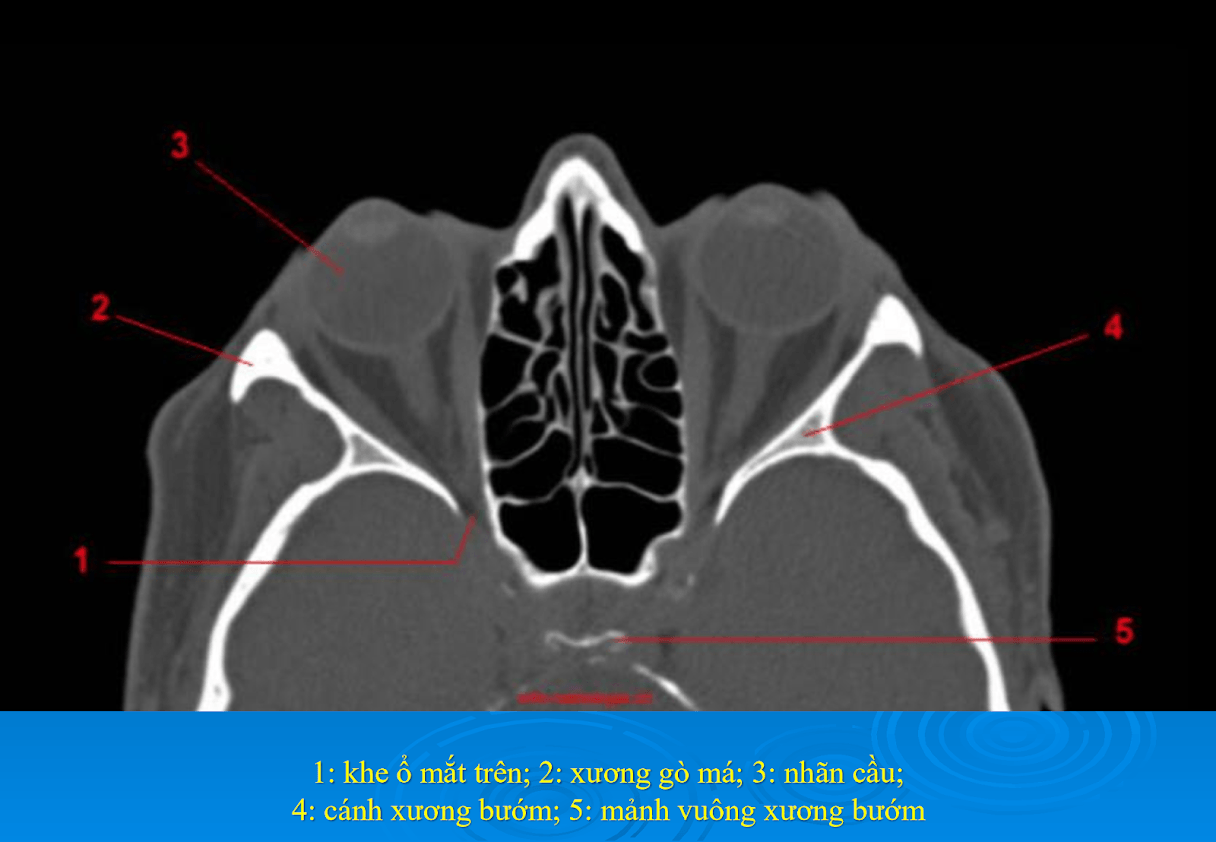 3
2
4
1
5
1: khe ổ mắt trên; 2: xương gò má; 3: nhãn cầu;
4: cánh xương bướm; 5: mảnh vuông xương bướm